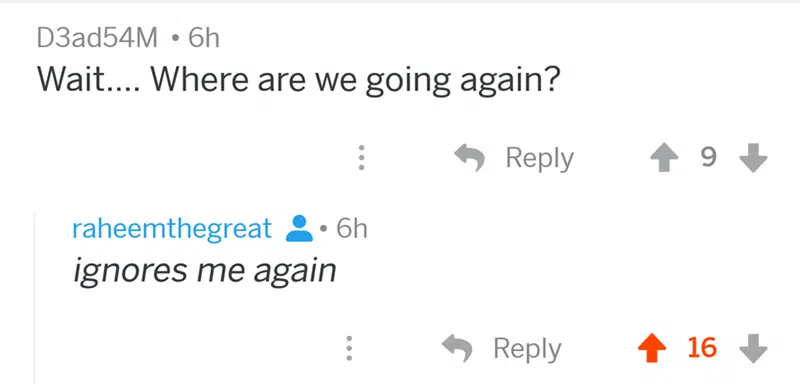 D3ad54M • 6h
Wait.... Where are we going again?
Reply 9
raheemthegreat • 6h
ignores me again
Reply 16